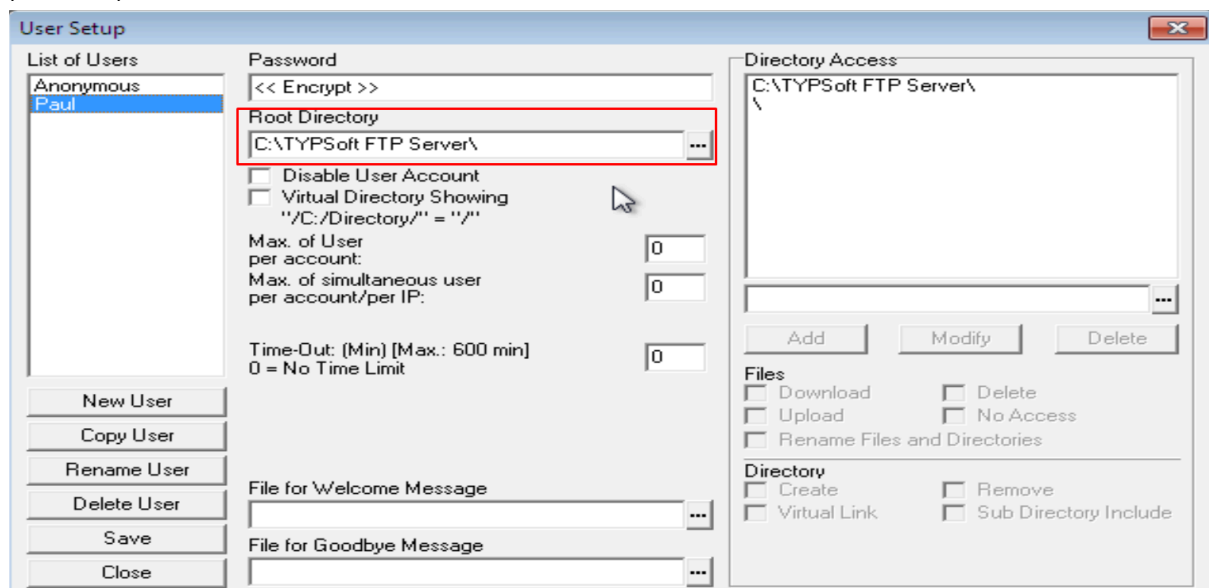 User Setup
List of Users
Anonymous
Paul
New User
Copy User
Rename User
Delete User
Save
Close
Password
<< Encrypt >>
Root Directory
C:\TYPSoft FTP Server\
...
Disable User Account
Virtual Directory Showing
"/C:/Directory/" = "/"
Max. of User
per account:
0
Max. of simultaneous user
per account/per IP:
0
Time-Out: (Min) [Max.: 600 min]
0 = No Time Limit
0
File for Welcome Message
...
File for Goodbye Message
...
Directory Access
C:\TYPSoft FTP Server\
\
...
Add Modify Delete
Files
Download Delete
Upload No Access
Rename Files and Directories
Directory
Create Remove
Virtual Link Sub Directory Include